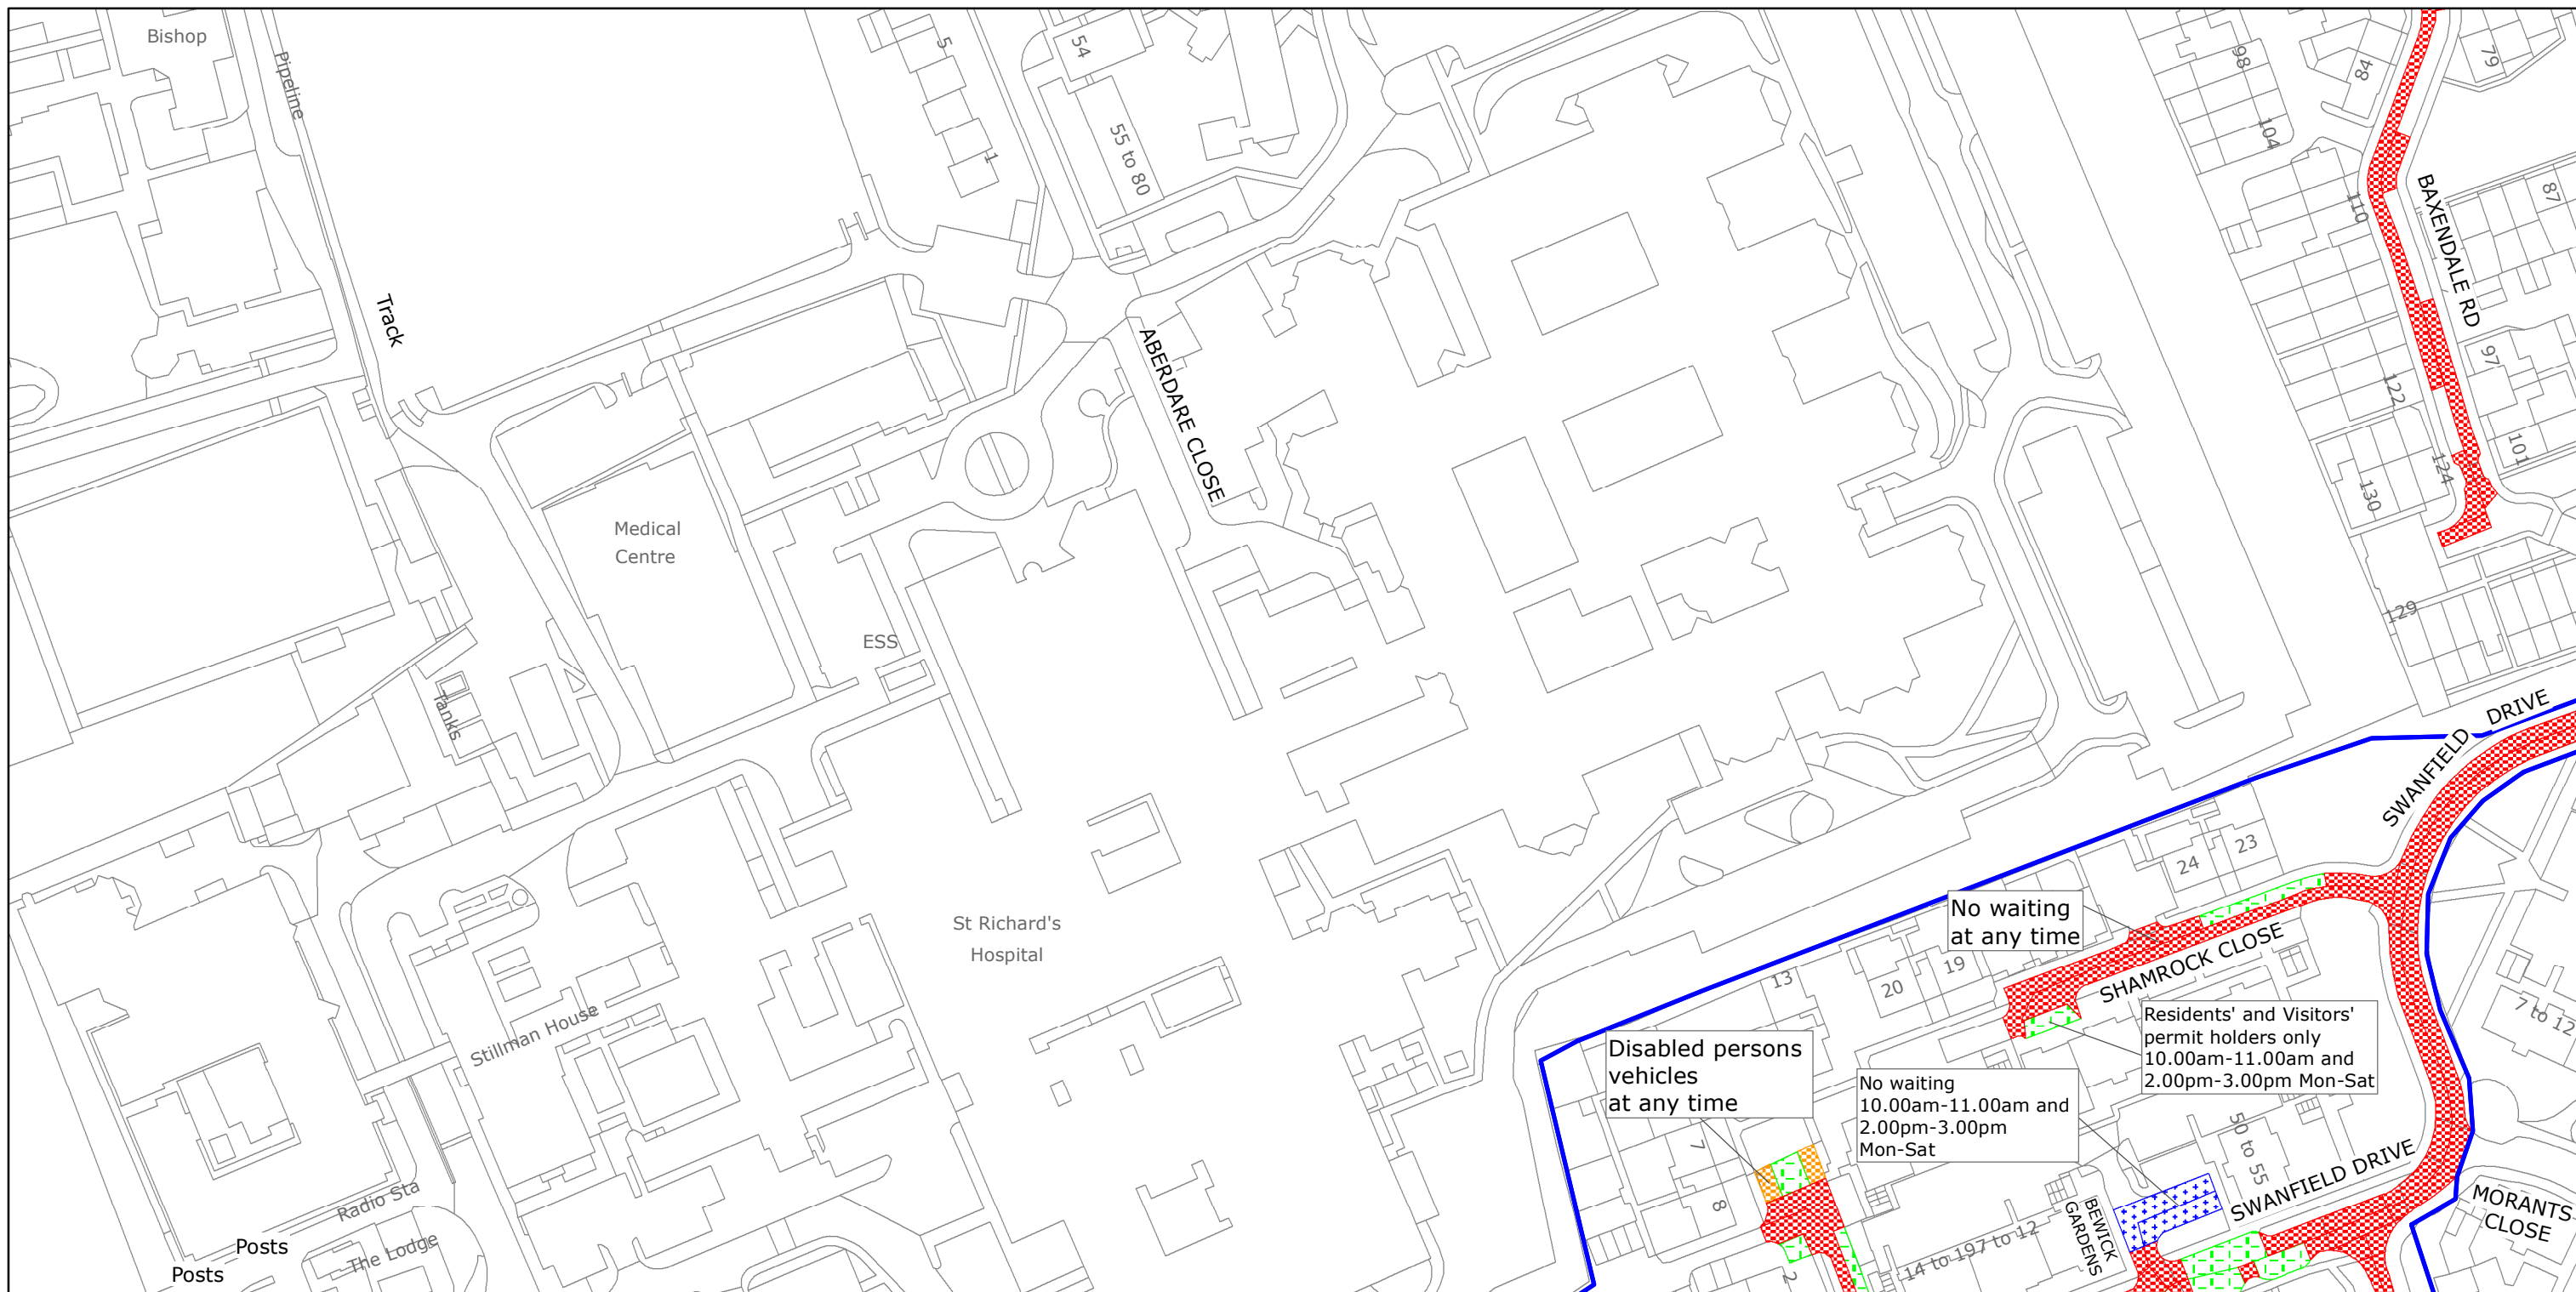 Bishop
Pipeline
5
1
54
55 to 80
98
104
84
79
110
BAXENDALE RD
87
Track
97
122
101
124
130
ABERDARE CLOSE
Medical
Centre
ESS
129
Tanks
SWANFIELD DRIVE
24
23
St Richard's
Hospital
No waiting
at any time
SHAMROCK CLOSE
13
20
19
Residents' and Visitors'
permit holders only
10.00am-11.00am and
2.00pm-3.00pm Mon-Sat
7 to 12
Stillman House
Disabled persons
vehicles
at any time
No waiting
10.00am-11.00am and
2.00pm-3.00pm
Mon-Sat
7
8
50 to 55
SWANFIELD DRIVE
MORANTS
CLOSE
BEWICK
GARDENS
14 to 19
7 to 12
2
Radio Sta
The Lodge
Posts
Posts